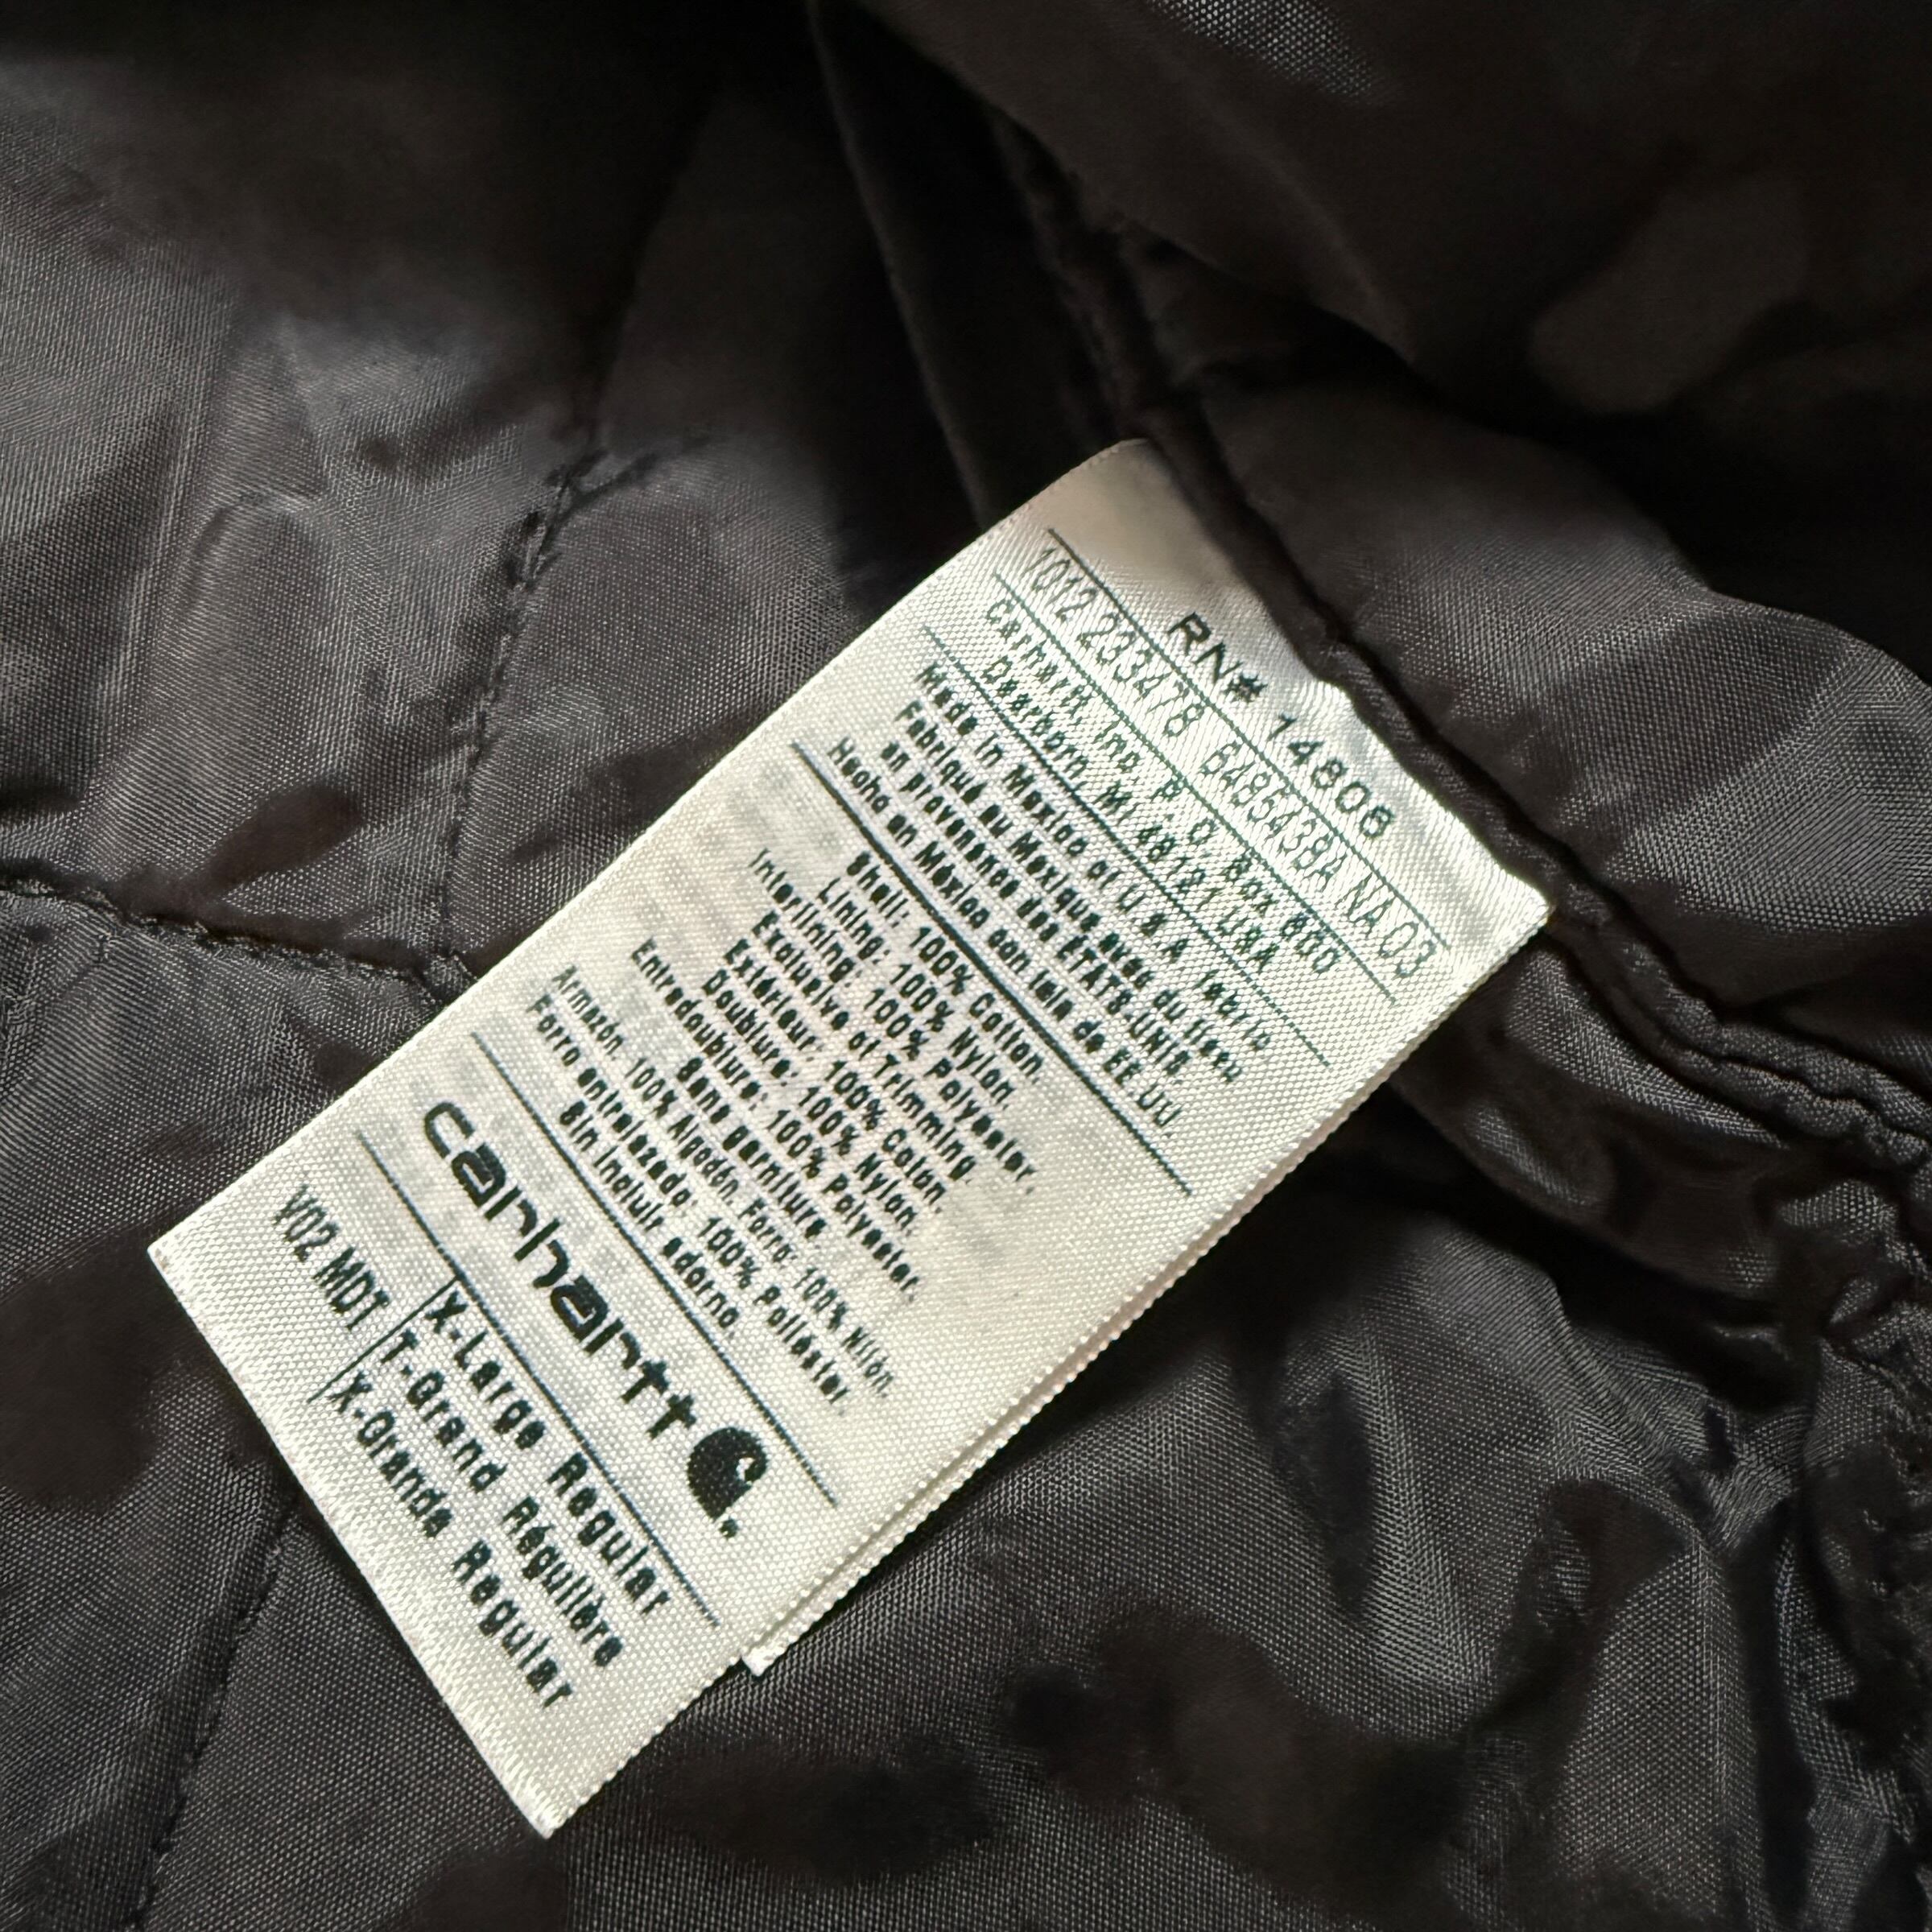 RN# 14806
1012 233478 6485439A NA 03
Carhartt, Inc. P. O. Box 600
Dearborn, MI 48121 USA
Made in Mexico of U.S.A. fabric
Fabriqué au Mexique avec du tissu
en provenance des ÉTATS-UNIS.
Hecho en México con tela de EE.UU.
Shell: 100% Cotton.
Lining: 100% Nylon.
Interlining: 100% Polyester.
Exclusive of Trimming.
Extérieur: 100% Coton.
Doublure: 100% Nylon.
Entredoublure: 100% Polyester.
Sans garniture.
Armazón: 100% Algodón. Forro: 100% Nilón.
Forro entrelazado: 100% Poliéster.
Sin incluir adorno.
carhartt
X-Large Regular
V02 MDT T-Grand Régulière
X-Grande Regular